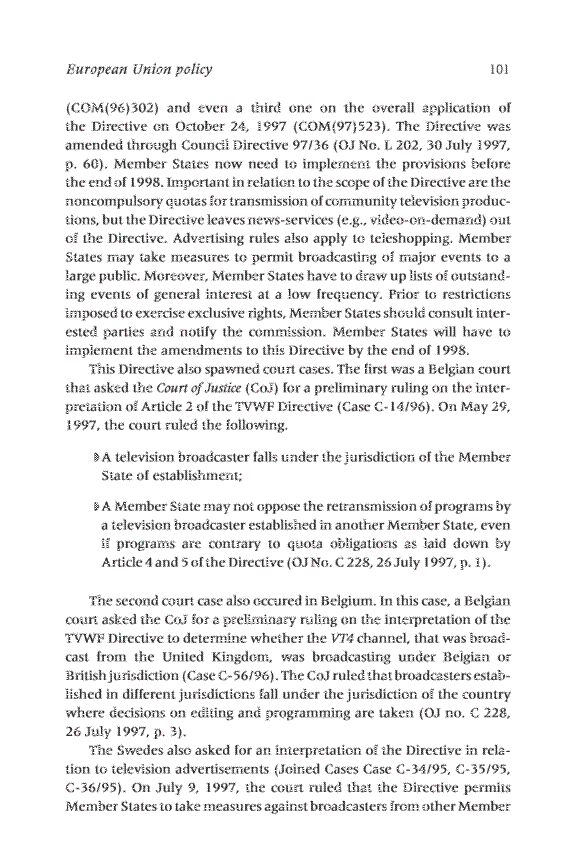 European Union policy 101
(COM(96)302) and even a third one on the overall application of
the Directive on October 24, 1997 (COM(97)523). The Directive was
amended through Council Directive 97/36 (OJ No. L 202, 30 July 1997,
p. 60). Member States now need to implement the provisions before
the end of 1998. Important in relation to the scope of the Directive are the
noncompulsory quotas for transmission of community television produc-
tions, but the Directive leaves news-services (e.g., video-on-demand) out
of the Directive. Advertising rules also apply to teleshopping. Member
States may take measures to permit broadcasting of major events to a
large public. Moreover, Member States have to draw up lists of outstand-
ing events of general interest at a low frequency. Prior to restrictions
imposed to exercise exclusive rights, Member States should consult inter-
ested parties and notify the commission. Member States will have to
implement the amendments to this Directive by the end of 1998.
This Directive also spawned court cases. The first was a Belgian court
that asked the Court of Justice (CoJ) for a preliminary ruling on the inter-
pretation of Article 2 of the TVWF Directive (Case C-14/96). On May 29,
1997, the court ruled the following.
A television broadcaster falls under the jurisdiction of the Member
State of establishment;
A Member State may not oppose the retransmission of programs by
a television broadcaster established in another Member State, even
if programs are contrary to quota obligations as laid down by
Article 4 and 5 of the Directive (OJ No. C 228, 26 July 1997, p. 1).
The second court case also occured in Belgium. In this case, a Belgian
court asked the CoJ for a preliminary ruling on the interpretation of the
TVWF Directive to determine whether the VT4 channel, that was broad-
cast from the United Kingdom, was broadcasting under Belgian or
British jurisdiction (Case C-56/96). The CoJ ruled that broadcasters estab-
lished in different jurisdictions fall under the jurisdiction of the country
where decisions on editing and programming are taken (OJ no. C 228,
26 July 1997, p. 3).
The Swedes also asked for an interpretation of the Directive in rela-
tion to television advertisements (Joined Cases Case C-34/95, C-35/95,
C-36/95). On July 9, 1997, the court ruled that the Directive permits
Member States to take measures against broadcasters from other Member